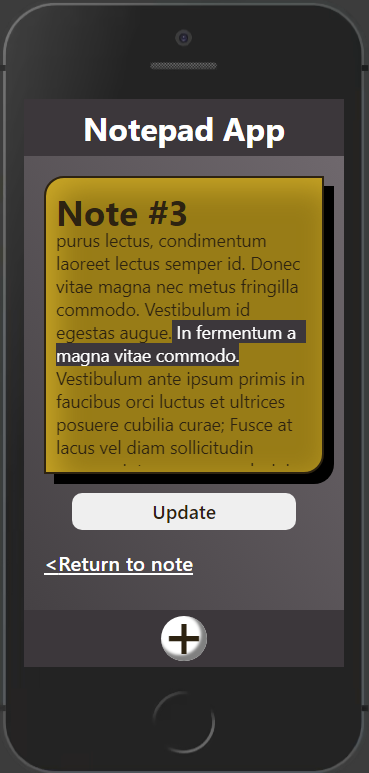 Notepad App
Note #3
purus lectus, condimentum
laoreet lectus semper id. Donec
vitae magna nec metus fringilla
commodo. Vestibulum id
egestas augue. In fermentum a
magna vitae commodo.
Vestibulum ante ipsum primis in
faucibus orci luctus et ultrices
posuere cubilia curae; Fusce at
lacus vel diam sollicitudin
Update
<Return to note
+